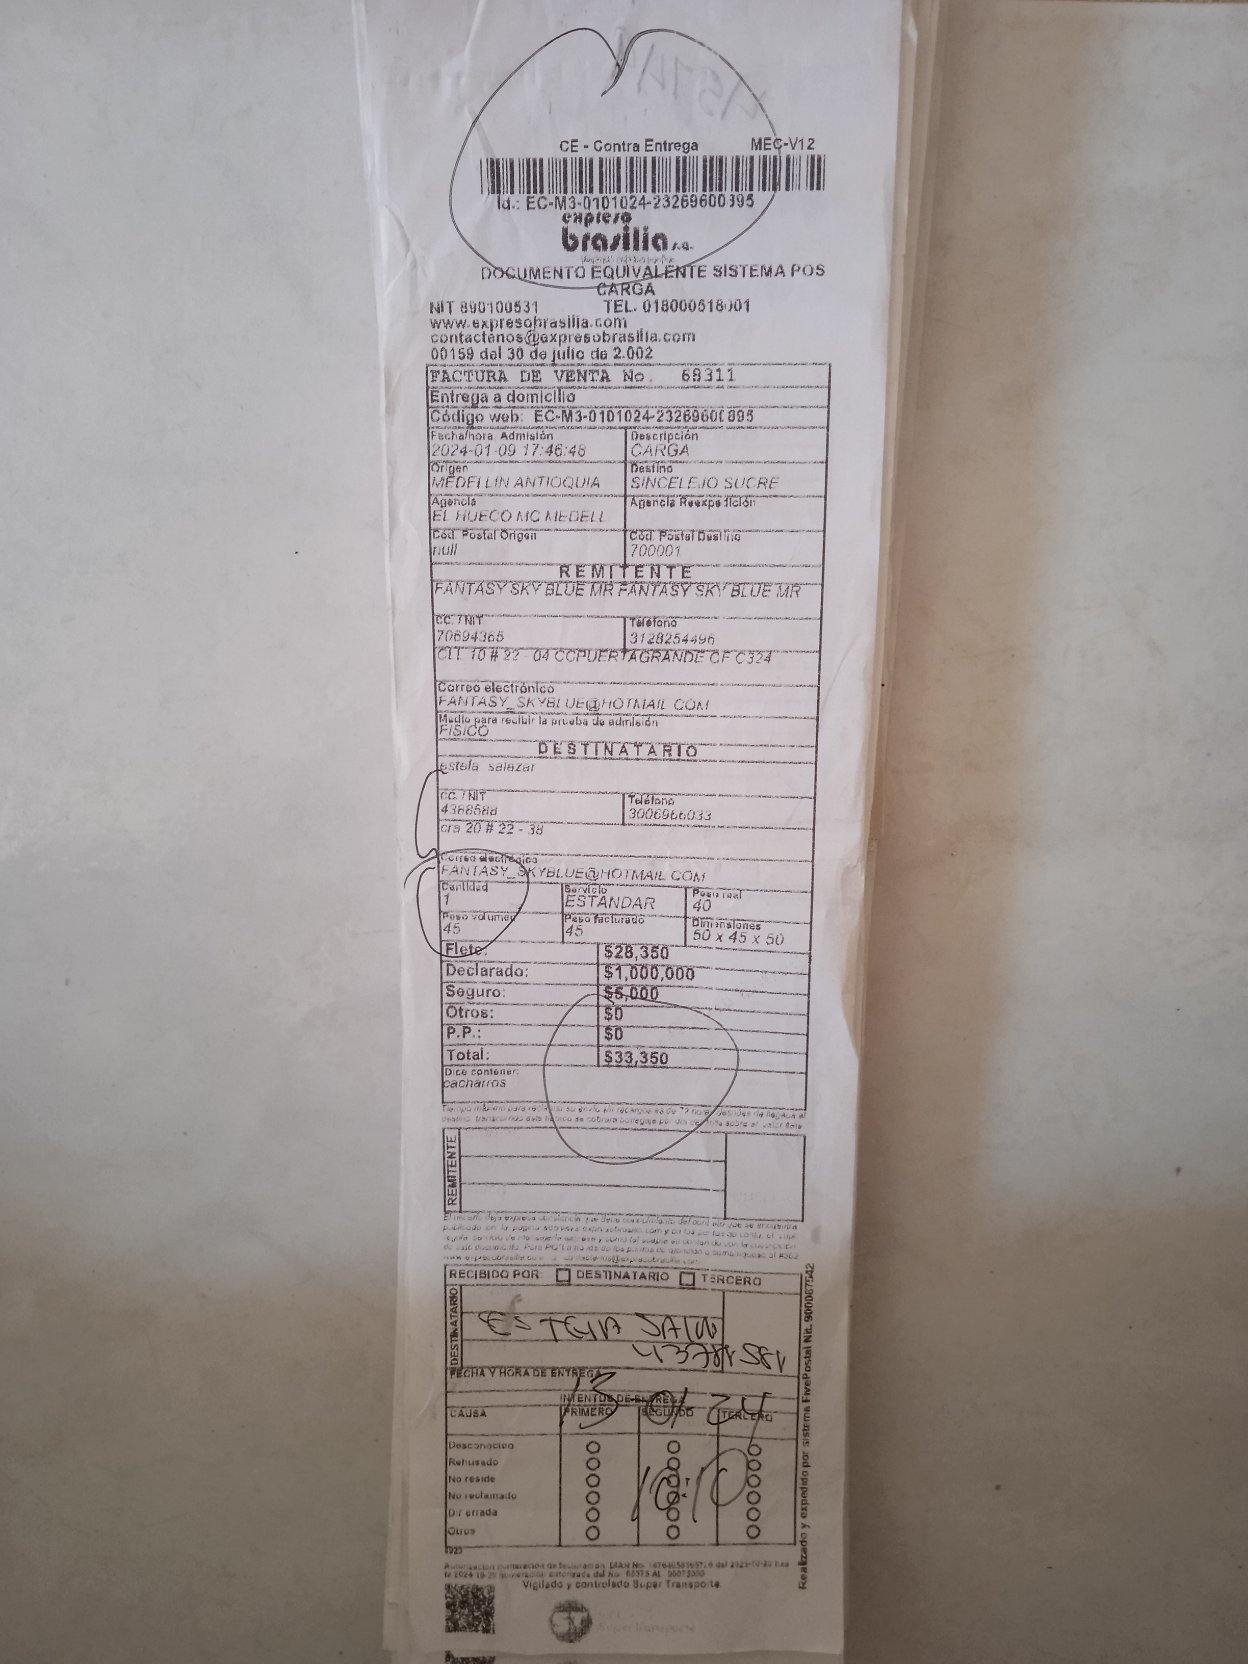 CE - Contra Entrega MEC-V12
Id.: EC-M3-0101024-23269600895
expreso
brasilia s.a.
DOCUMENTO EQUIVALENTE SISTEMA POS
CARGA
NIT 890100531 TEL. 018000518001
www.expresobrasilia.com
contactenos@expresobrasilia.com
00159 del 30 de julio de 2.002
FACTURA DE VENTA No. 68311
Entrega a domicilio
Código web: EC-M3-0101024-23269600895
Fecha/hora Admisión Descripción
2024-01-09 17:46:48 CARGA
Origen Destino
MEDELLIN ANTIOQUIA SINCELEJO SUCRE
Agencia Agencia Reexpedición
EL HUECO MC MEDELL
Cód. Postal Origen Cód. Postal Destino
null 700001
REMITENTE
FANTASY SKY BLUE MR FANTASY SKY BLUE MR
CC. / NIT Teléfono
70694365 3128254496
CLL 10 # 22 - 04 CCPUERTAGRANDE CF C324
Correo electrónico
FANTASY_SKYBLUE@HOTMAIL COM
Medio para recibir la prueba de admisión
FISICO
DESTINATARIO
estela salazar
CC. / NIT Teléfono
3006966033
cra 20 # 22 - 38
Correo electrónico
FANTASY_SKYBLUE@HOTMAIL COM
Cantidad Servicio Peso real
1 ESTANDAR 40
Peso volumen Peso facturado Dimensiones
45 45 50 x 45 x 50
Flete: $28,350
Declarado: $1,000,000
Seguro: $5,000
Otros: $0
P.P.: $0
Total: $33,350
Dice contener:
cacharros
REMITENTE
RECIBIDO POR: DESTINATARIO TERCERO
DESTINATARIO
ESTELA
FECHA Y HORA DE ENTREGA
13 01 24
INTENTOS DE ENTREGA
CAUSA PRIMERO SEGUNDO TERCERO
Desconocido
Rehusado
No reside
No reclamado
Dir errada
Otros
10:10
Vigilado y controlado Super Transporte
Realizado y expedido por sistema FivePostal Nit. 900087542